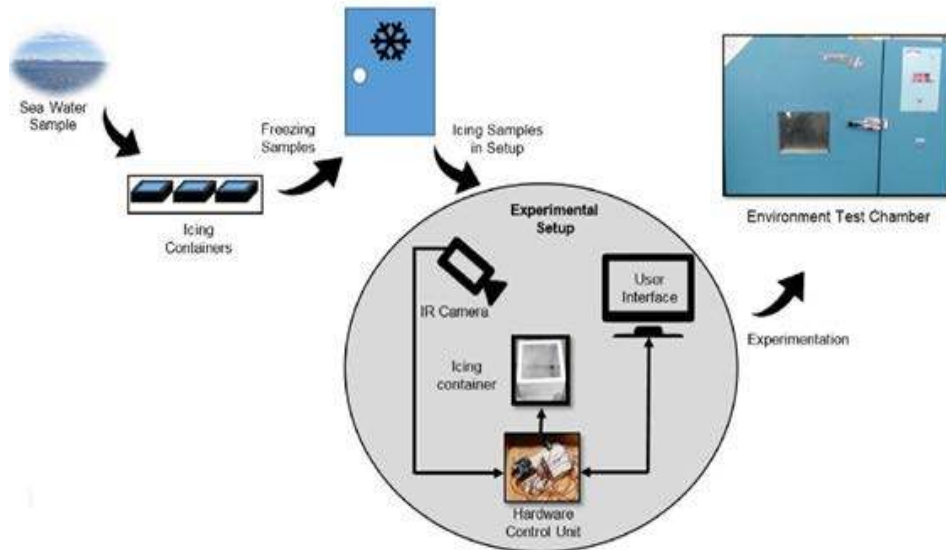 Sea Water
Sample
Freezing
Samples
Icing Samples
in Setup
Icing
Containers
Environment Test Chamber
Experimental
Setup
IR Camera
User
Interface
Icing
container
Experimentation
Hardware
Control Unit